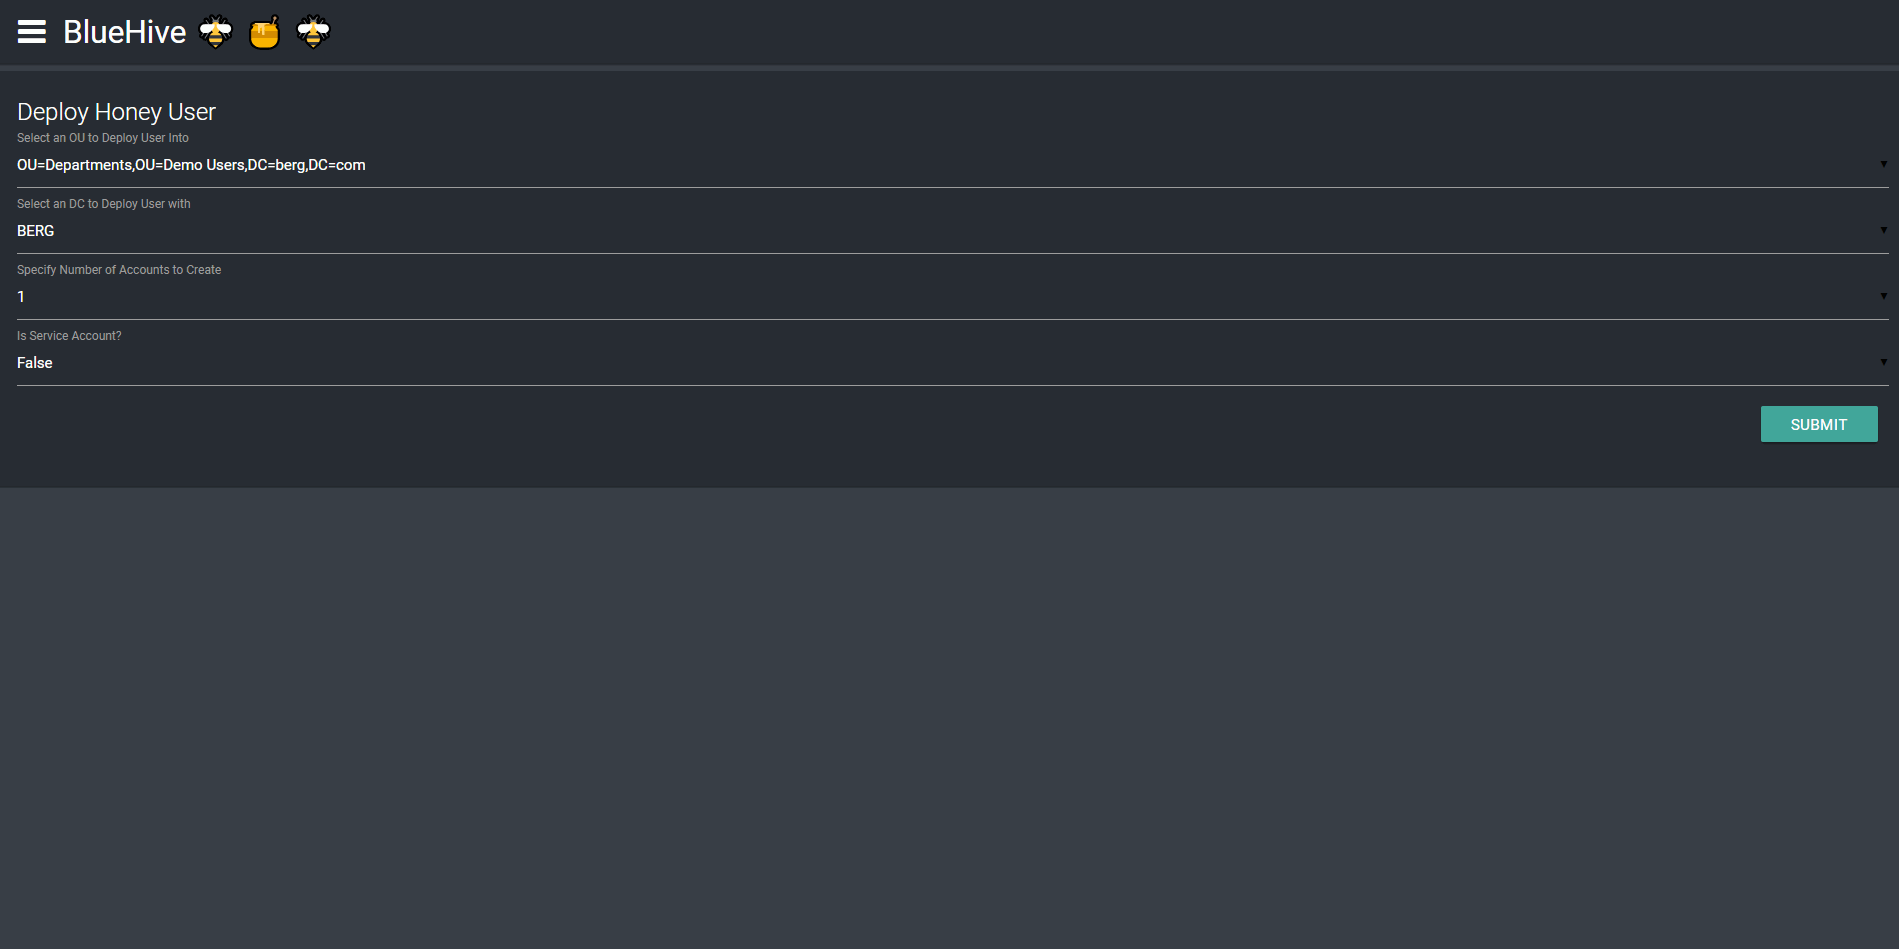 BlueHive
Deploy Honey User
Select an OU to Deploy User Into
OU=Departments,OU=Demo Users,DC=berg,DC=com
Select an DC to Deploy User with
BERG
Specify Number of Accounts to Create
1
Is Service Account?
False
SUBMIT